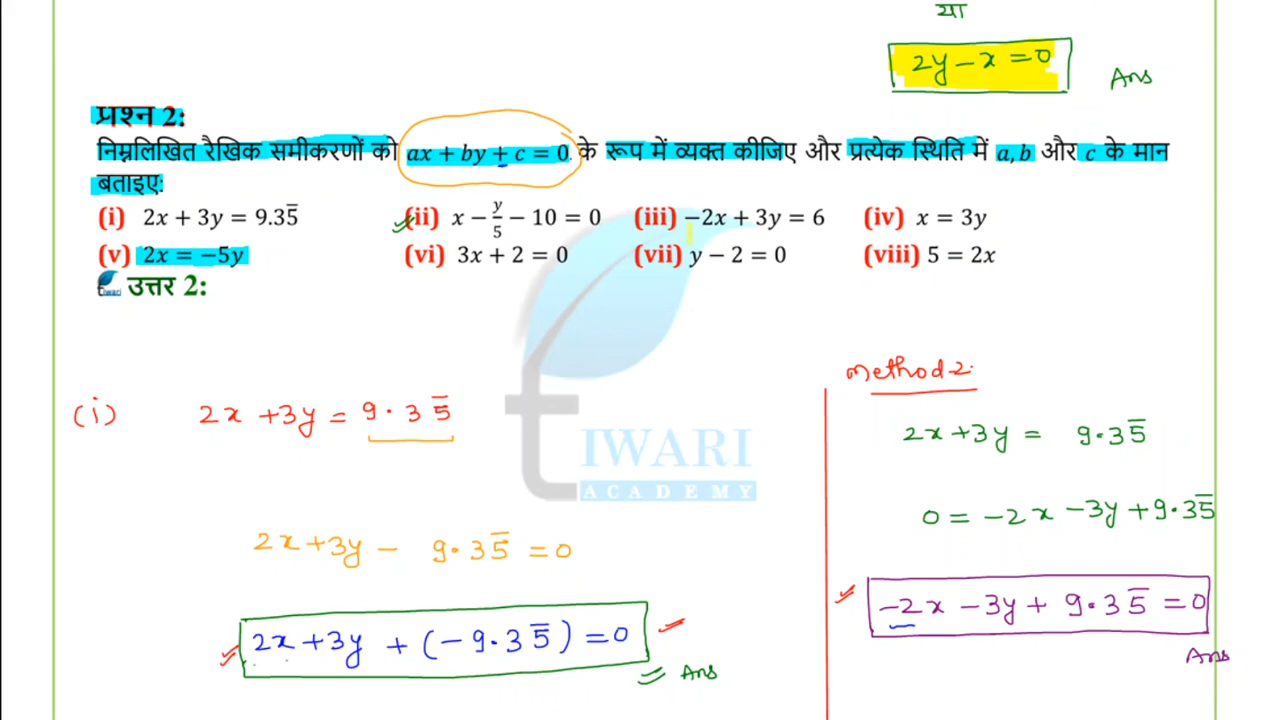 या
2y - x = 0
Ans
प्रश्न 2:
निम्नलिखित रैखिक समीकरणों को ax + by + c = 0 के रूप में व्यक्त कीजिए और प्रत्येक स्थिति में a, b और c के मान
बताइए:
(i) 2x + 3y = 9.35̅ (ii) x − y/5 − 10 = 0 (iii) −2x + 3y = 6 (iv) x = 3y
(v) 2x = −5y (vi) 3x + 2 = 0 (vii) y − 2 = 0 (viii) 5 = 2x
tiwari उत्तर 2:
Method 2.
(i) 2x + 3y = 9.35̅
2x + 3y = 9.35̅
TIWARI
ACADEMY
0 = -2x - 3y + 9.35̅
2x + 3y - 9.35̅ = 0
-2x - 3y + 9.35̅ = 0
Ans
2x + 3y + (-9.35̅) = 0
Ans